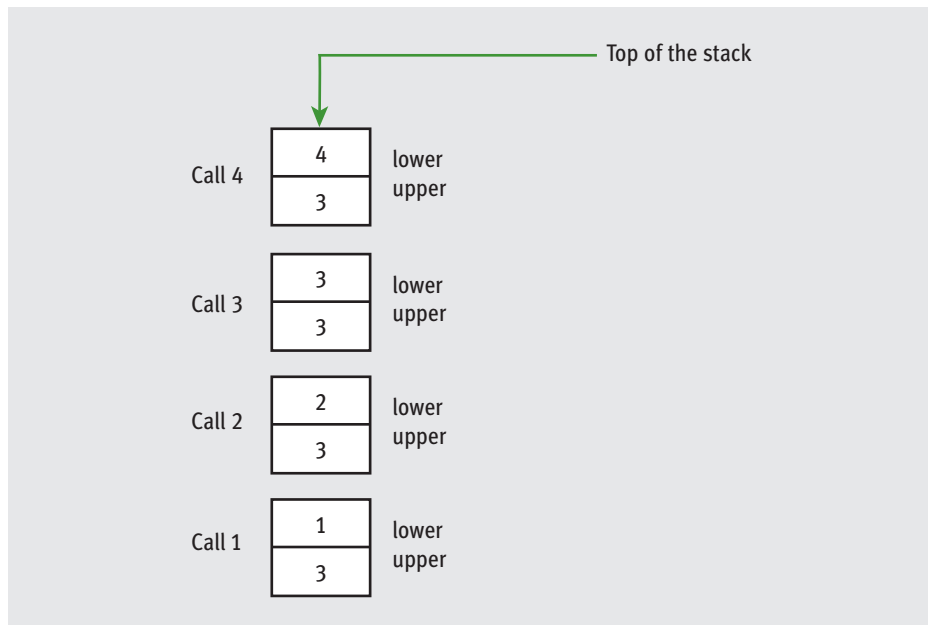 Top of the stack
Call 4
4
3
lower
upper
Call 3
3
3
lower
upper
Call 2
2
3
lower
upper
Call 1
1
3
lower
upper